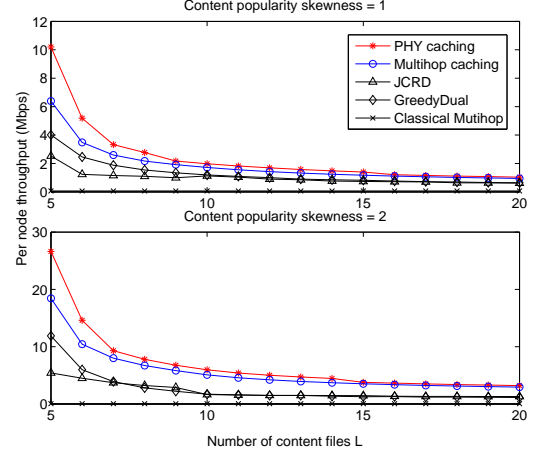 Content popularity skewness = 1
12
10
8
6
4
2
0
PHY caching
Multihop caching
JCRD
GreedyDual
Classical Mutihop
5
10
15
20
Per node throughput (Mbps)
Content popularity skewness = 2
30
20
10
0
5
10
15
20
Number of content files L